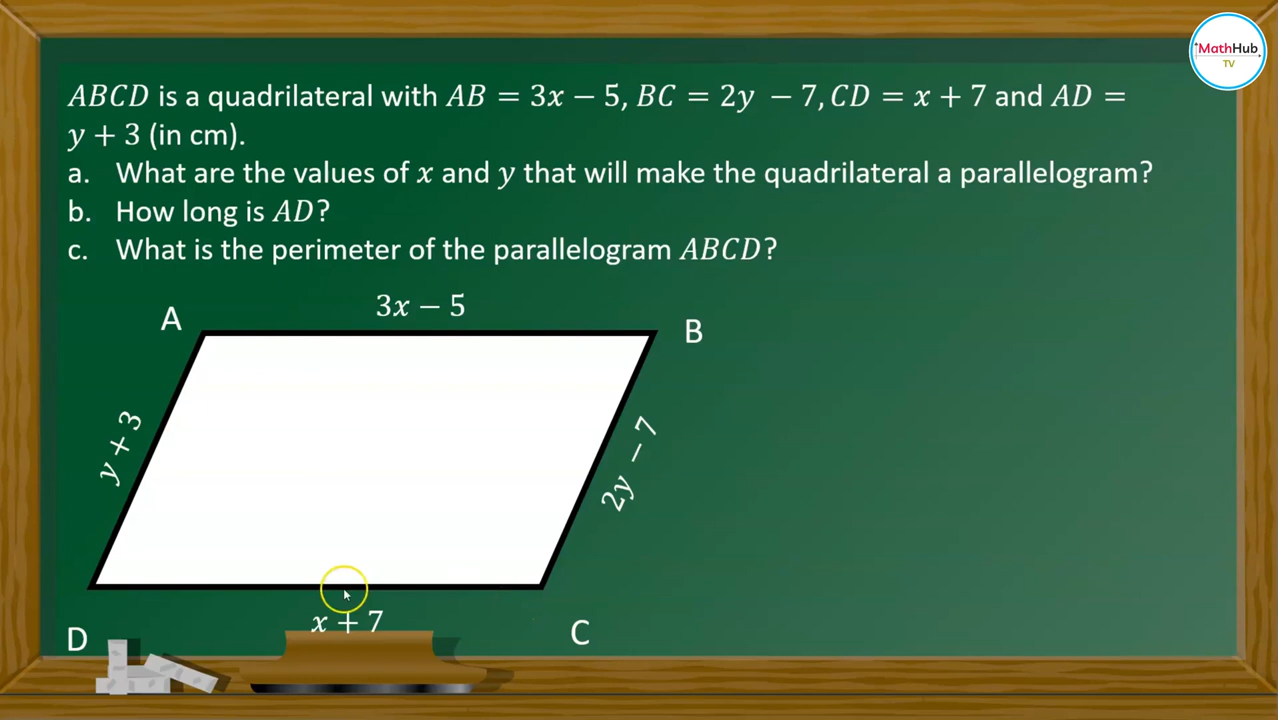 MathHub
TV
ABCD is a quadrilateral with AB = 3x − 5, BC = 2y − 7, CD = x + 7 and AD =
y + 3 (in cm).
a. What are the values of x and y that will make the quadrilateral a parallelogram?
b. How long is AD?
c. What is the perimeter of the parallelogram ABCD?
3x − 5
A
B
y + 3
2y − 7
x + 7
D
C